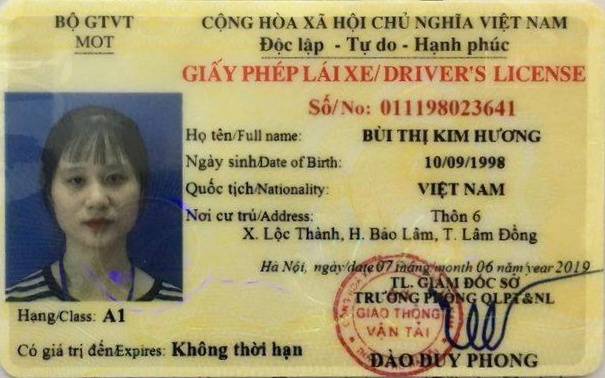 BỘ GTVT
MOT
CỘNG HÒA XÃ HỘI CHỦ NGHĨA VIỆT NAM
Độc lập - Tự do - Hạnh phúc
GIẤY PHÉP LÁI XE/DRIVER'S LICENSE
Số/No: 011198023641
Họ tên/Full name: BÙI THỊ KIM HƯƠNG
Ngày sinh/Date of Birth: 10/09/1998
Quốc tịch/Nationality: VIỆT NAM
Nơi cư trú/Address: Thôn 6
X. Lộc Thành, H. Bảo Lâm, T. Lâm Đồng
Hà Nội, ngày/date 07 tháng/month 06 năm/year 2019
TL. GIÁM ĐỐC SỞ
TRƯỞNG PHÒNG QLPT&NL
GIAO THÔNG
VẬN TẢI
Hạng/Class: A1
Có giá trị đến/Expires: Không thời hạn
ĐÀO DUY PHONG